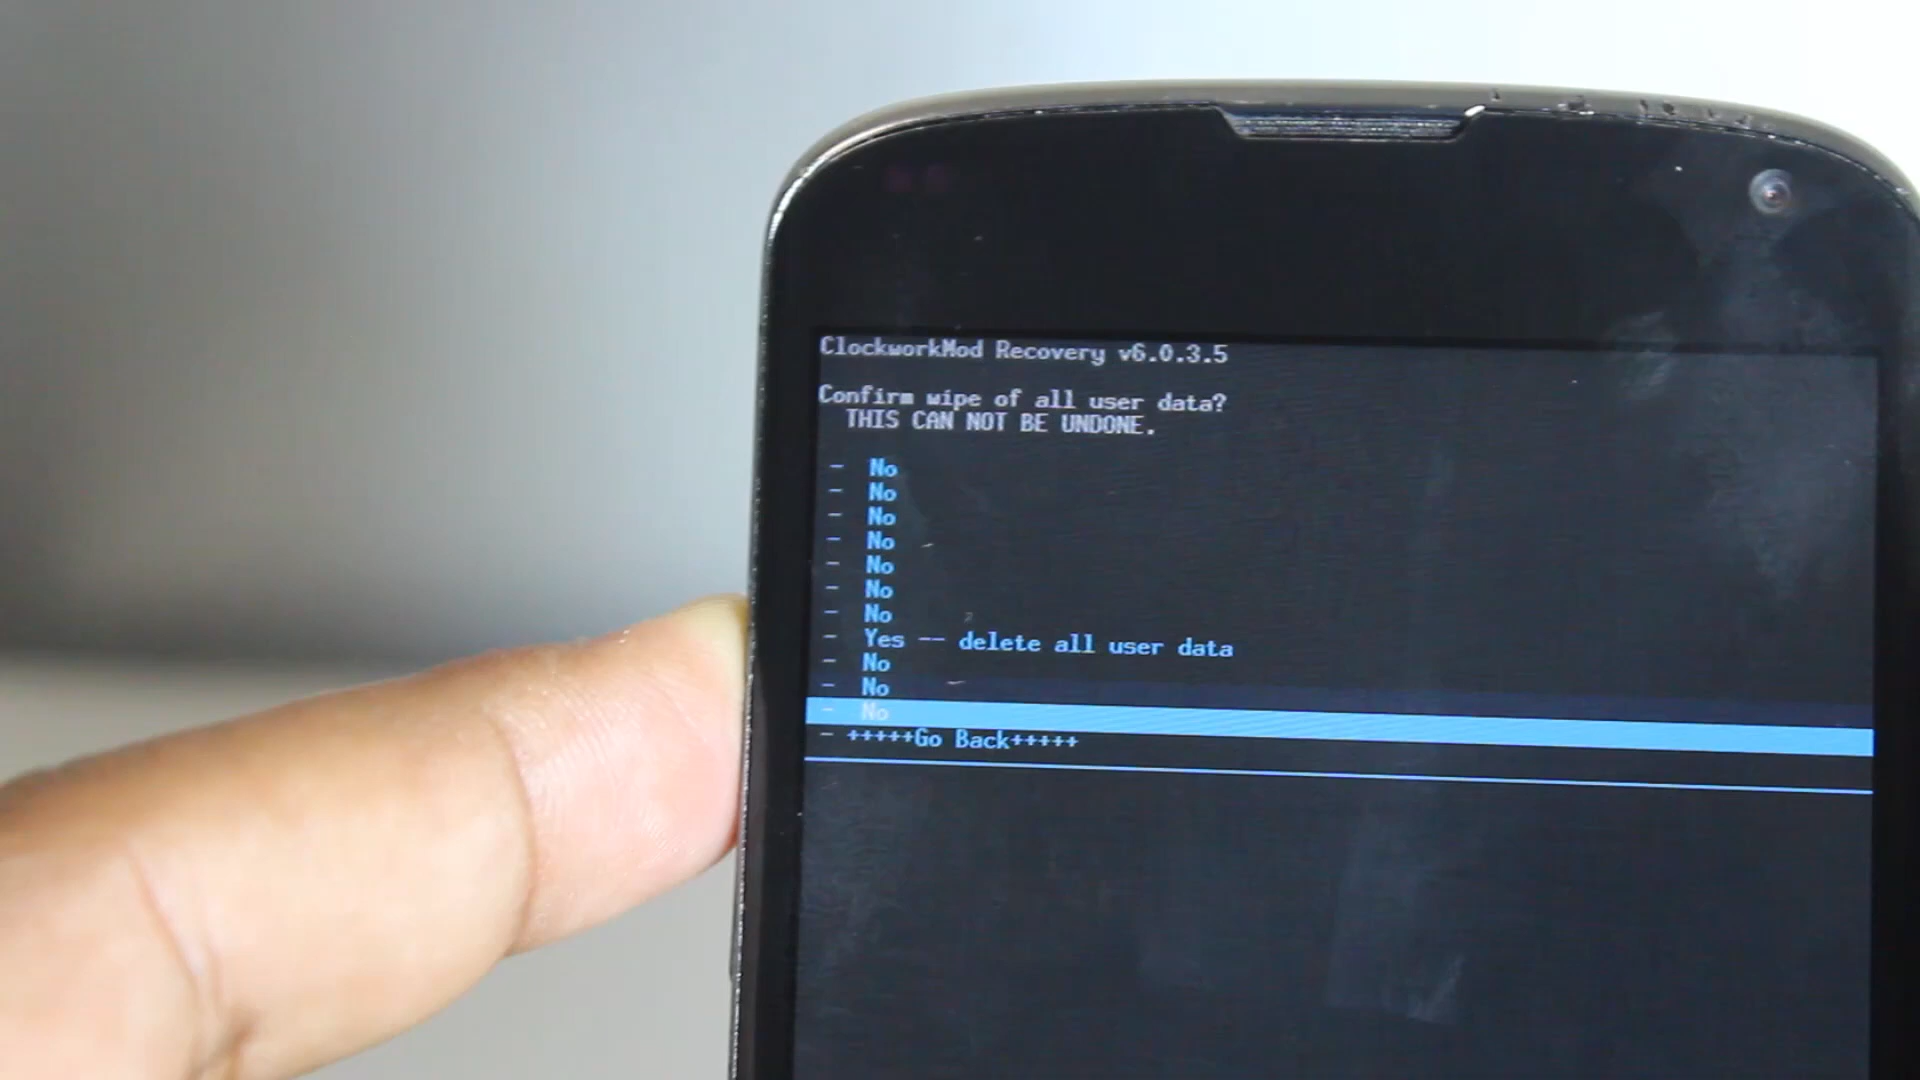 ClockworkMod Recovery v6.0.3.5
Confirm wipe of all user data?
THIS CAN NOT BE UNDONE.
- No
- No
- No
- No
- No
- No
- No
- Yes -- delete all user data
- No
- No
- No
- +++++Go Back+++++